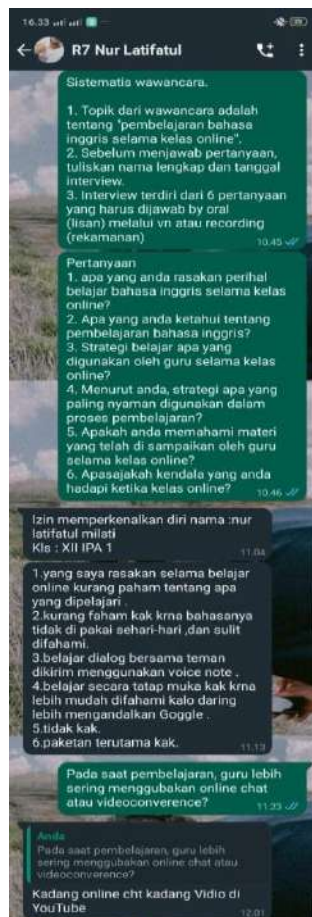 16.33
R7 Nur Latifatul
Sistematis wawancara.
1. Topik dari wawancara adalah
tentang "pembelajaran bahasa
inggris selama kelas online".
2. Sebelum menjawab pertanyaan,
tuliskan nama lengkap dan tanggal
interview.
3. Interview terdiri dari 6 pertanyaan
yang harus dijawab by oral
(lisan) melalui vn atau recording
(rekamanan)
10.45
Pertanyaan
1. apa yang anda rasakan perihal
belajar bahasa inggris selama kelas
online?
2. Apa yang anda ketahui tentang
pembelajaran bahasa inggris?
3. Strategi belajar apa yang
digunakan oleh guru selama kelas
online?
4. Menurut anda, strategi apa yang
paling nyaman digunakan dalam
proses pembelajaran?
5. Apakah anda memahami materi
yang telah di sampaikan oleh guru
selama kelas online?
6. Apasajakah kendala yang anda
hadapi ketika kelas online?
10.46
Izin memperkenalkan diri nama :nur
latifatul milati
Kls : XII IPA 1
11.04
1.yang saya rasakan selama belajar
online kurang paham tentang apa
yang dipelajari .
2.kurang faham kak krna bahasanya
tidak di pakai sehari-hari ,dan sulit
difahami.
3.belajar dialog bersama teman
dikirim menggunakan voice note .
4.belajar secara tatap muka kak krna
lebih mudah difahami kalo daring
lebih mengandalkan Goggle .
5.tidak kak.
6.paketan terutama kak.
11.13
Pada saat pembelajaran, guru lebih
sering menggubakan online chat
atau videoconverence?
11.33
Anda
Pada saat pembelajaran, guru lebih
sering menggubakan online chat atau
videoconverence?
Kadang online cht kadang Vidio di
YouTube
12.01